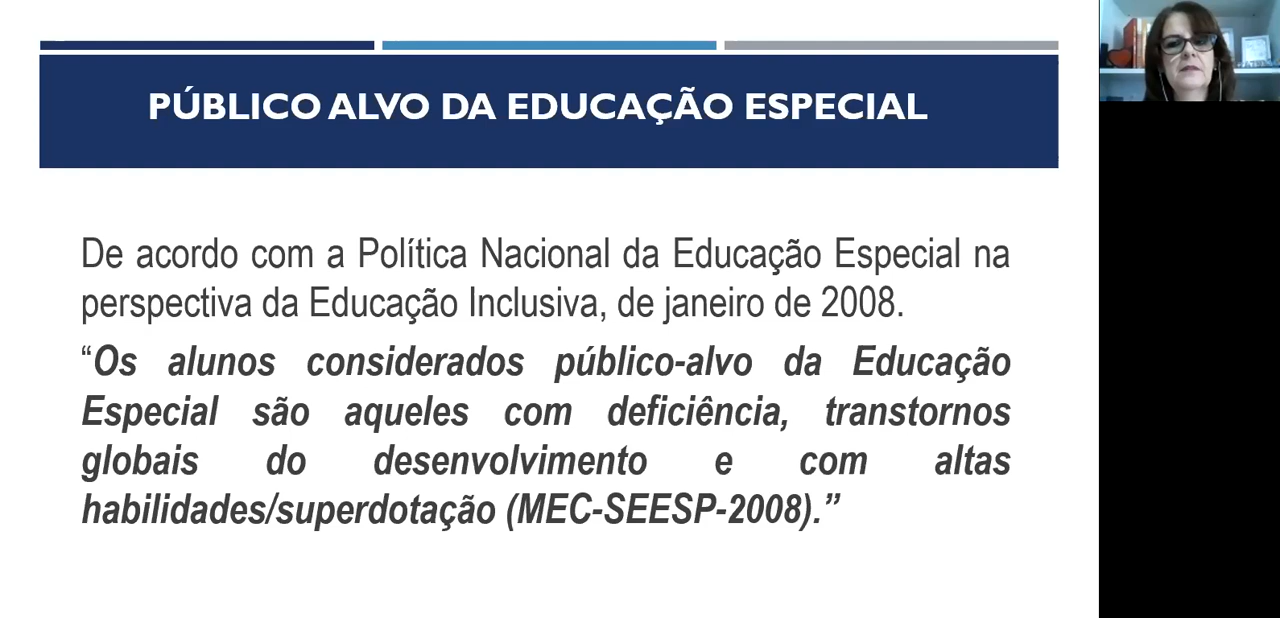 PÚBLICO ALVO DA EDUCAÇÃO ESPECIAL
De acordo com a Política Nacional da Educação Especial na
perspectiva da Educação Inclusiva, de janeiro de 2008.
“Os alunos considerados público-alvo da Educação
Especial são aqueles com deficiência, transtornos
globais do desenvolvimento e com altas
habilidades/superdotação (MEC-SEESP-2008).”